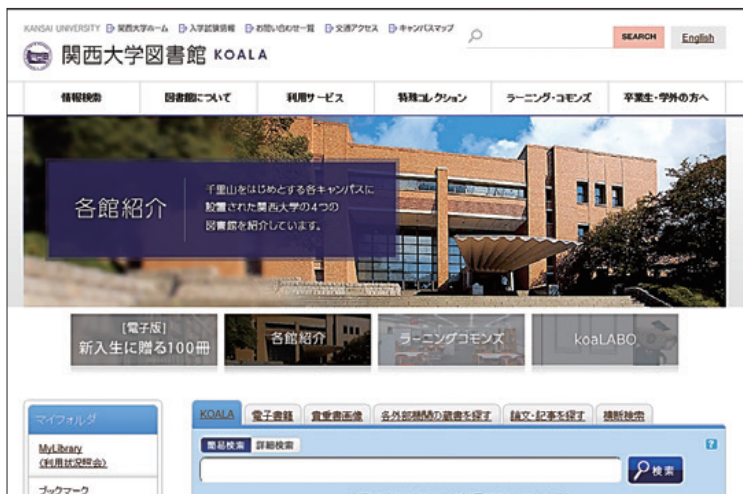 KANSAI UNIVERSITY 関西大学ホーム 入学試験情報 お問い合わせ一覧 交通アクセス キャンパスマップ
SEARCH English
関西大学図書館 KOALA
情報検索 図書館について 利用サービス 特殊コレクション ラーニング・コモンズ 卒業生・学外の方へ
各館紹介
千里山をはじめとする各キャンパスに
設置された関西大学の4つの
図書館を紹介しています。
[電子版]
新入生に贈る100冊
各館紹介
ラーニングコモンズ
koaLABO
マイフォルダ
KOALA 電子書籍 貴重書画像 各外部機関の蔵書を探す 論文・記事を探す 横断検索
MyLibrary
(利用状況照会)
ブックマーク
簡易検索 詳細検索
?
検索